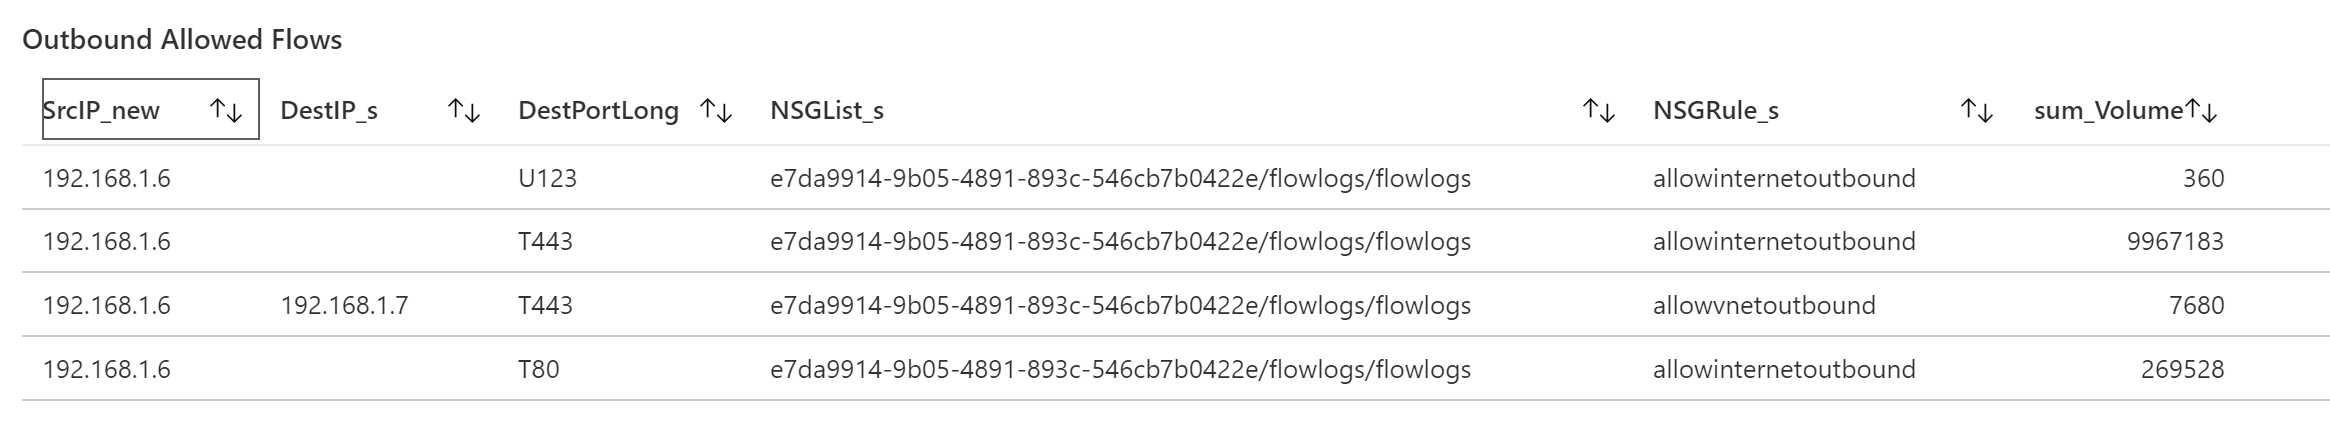 Outbound Allowed Flows
SrcIP_new ↑↓ DestIP_s ↑↓ DestPortLong ↑↓ NSGList_s ↑↓ NSGRule_s ↑↓ sum_Volume↑↓
192.168.1.6 U123 e7da9914-9b05-4891-893c-546cb7b0422e/flowlogs/flowlogs allowinternetoutbound 360
192.168.1.6 T443 e7da9914-9b05-4891-893c-546cb7b0422e/flowlogs/flowlogs allowinternetoutbound 9967183
192.168.1.6 192.168.1.7 T443 e7da9914-9b05-4891-893c-546cb7b0422e/flowlogs/flowlogs allowvnetoutbound 7680
192.168.1.6 T80 e7da9914-9b05-4891-893c-546cb7b0422e/flowlogs/flowlogs allowinternetoutbound 269528